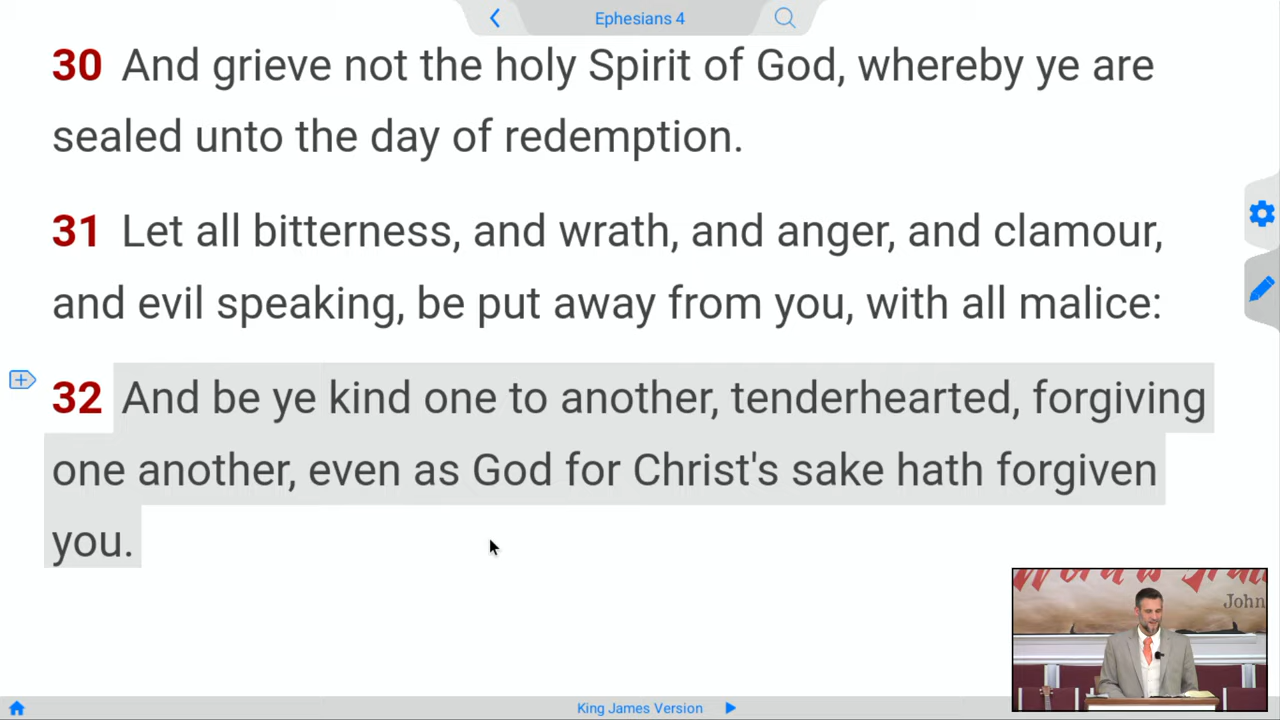 Ephesians 4
30 And grieve not the holy Spirit of God, whereby ye are
sealed unto the day of redemption.
31 Let all bitterness, and wrath, and anger, and clamour,
and evil speaking, be put away from you, with all malice:
32 And be ye kind one to another, tenderhearted, forgiving
one another, even as God for Christ's sake hath forgiven
you.
Word is
John
King James Version